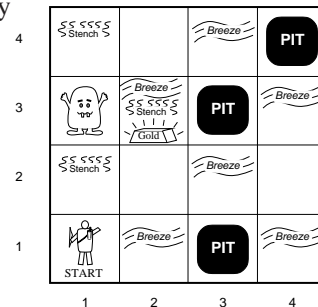 y
4
Stench
Breeze
PIT
3
Breeze
Stench
Gold
PIT
Breeze
2
Stench
Breeze
1
START
Breeze
PIT
Breeze
1 2 3 4